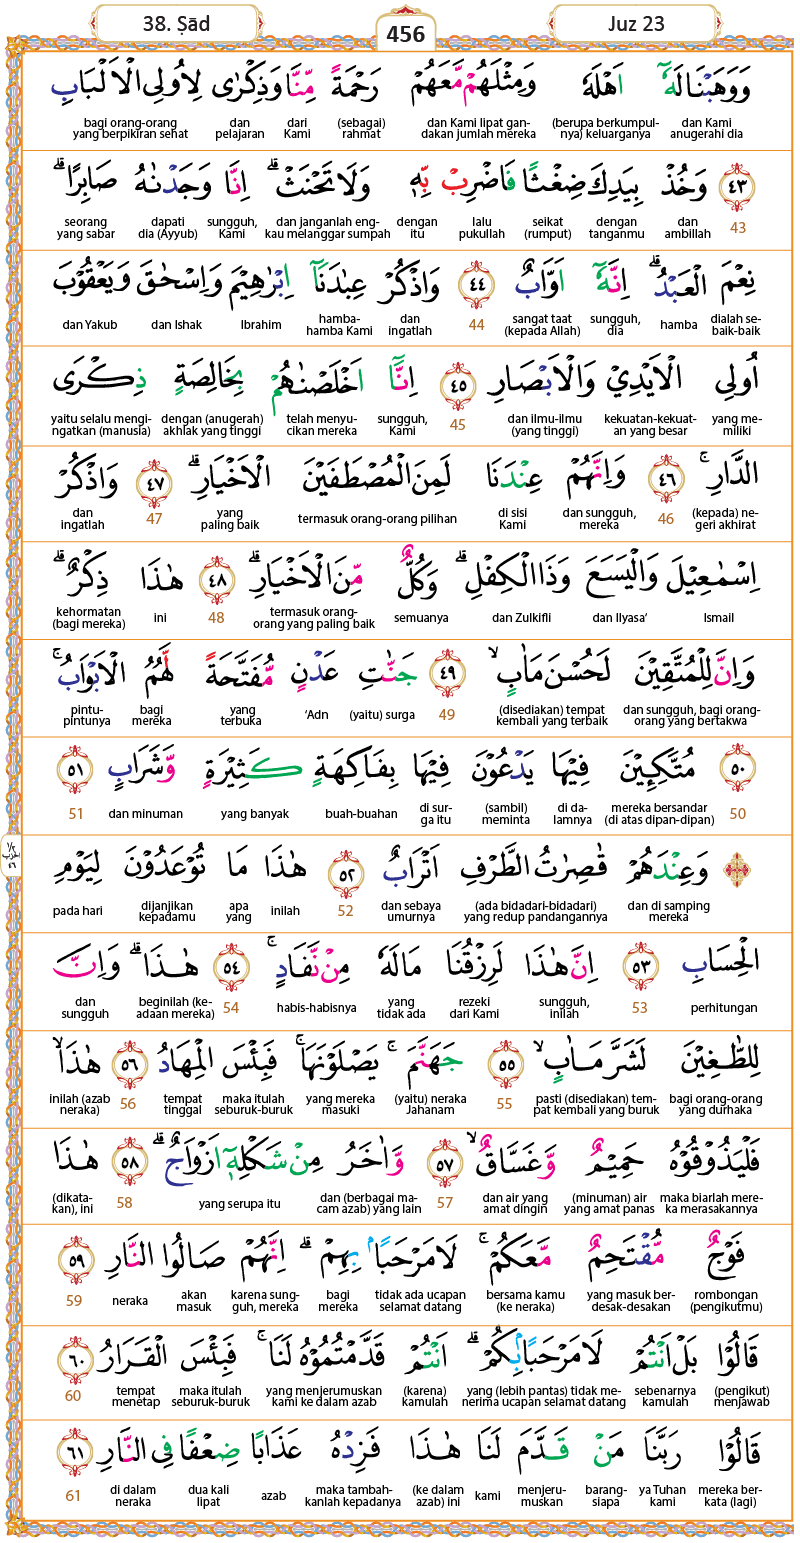 38. Ṣād
456
Juz 23
وَوَهَبْنَا لَهٗٓ اَهْلَهٗ وَمِثْلَهُمْ مَّعَهُمْ رَحْمَةً مِّنَّا وَذِكْرٰى لِاُولِى الْاَلْبَابِ
dan Kami anugerahi dia (berupa berkumpulnya) keluarganya dan Kami lipat gandakan jumlah mereka (sebagai) rahmat dari Kami dan pelajaran bagi orang-orang yang berpikiran sehat
٤٣ وَخُذْ بِيَدِكَ ضِغْثًا فَاضْرِبْ بِّهٖ وَلَا تَحْنَثْ ۗ اِنَّا وَجَدْنٰهُ صَابِرًا ۗ
43 dan ambillah dengan tanganmu seikat (rumput) lalu pukullah dengan itu dan janganlah engkau melanggar sumpah sungguh, Kami dapati dia (Ayyub) seorang yang sabar
نِعْمَ الْعَبْدُ ۗ اِنَّهٗٓ اَوَّابٌ ٤٤ وَاذْكُرْ عِبٰدَنَآ اِبْرٰهِيْمَ وَاِسْحٰقَ وَيَعْقُوْبَ
dialah sebaik-baik hamba sungguh, dia sangat taat (kepada Allah) 44 dan ingatlah hamba-hamba Kami Ibrahim dan Ishak dan Yakub
اُولِى الْاَيْدِيْ وَالْاَبْصَارِ ٤٥ اِنَّآ اَخْلَصْنٰهُمْ بِخَالِصَةٍ ذِكْرَى
yang memiliki kekuatan-kekuatan yang besar dan ilmu-ilmu (yang tinggi) 45 sungguh, Kami telah menyucikan mereka dengan (anugerah) akhlak yang tinggi yaitu selalu mengingatkan (manusia)
الدَّارِ ۚ ٤٦ وَاِنَّهُمْ عِنْدَنَا لَمِنَ الْمُصْطَفَيْنَ الْاَخْيَارِ ۗ ٤٧ وَاذْكُرْ
(kepada) negeri akhirat 46 dan sungguh, mereka di sisi Kami termasuk orang-orang pilihan yang paling baik 47 dan ingatlah
اِسْمٰعِيْلَ وَالْيَسَعَ وَذَا الْكِفْلِ ۗ وَكُلٌّ مِّنَ الْاَخْيَارِ ۗ ٤٨ هٰذَا ذِكْرٌ ۗ
Ismail dan Ilyasa’ dan Zulkifli semuanya termasuk orang-orang yang paling baik 48 ini kehormatan (bagi mereka)
وَاِنَّ لِلْمُتَّقِيْنَ لَحُسْنَ مَاٰبٍ ۙ ٤٩ جَنّٰتِ عَدْنٍ مُّفَتَّحَةً لَّهُمُ الْاَبْوَابُ ۚ
dan sungguh, bagi orang-orang yang bertakwa (disediakan) tempat kembali yang terbaik 49 (yaitu) surga ‘Adn yang terbuka bagi mereka pintu-pintunya
٥٠ مُتَّكِـِٕيْنَ فِيْهَا يَدْعُوْنَ فِيْهَا بِفَاكِهَةٍ كَثِيْرَةٍ وَّشَرَابٍ ٥١
50 mereka bersandar (di atas dipan-dipan) di dalamnya (sambil) meminta di surga itu buah-buahan yang banyak dan minuman 51
وَعِنْدَهُمْ قٰصِرٰتُ الطَّرْفِ اَتْرَابٌ ٥٢ هٰذَا مَا تُوْعَدُوْنَ لِيَوْمِ
dan di samping mereka (ada bidadari-bidadari) yang redup pandangannya dan sebaya umurnya 52 inilah apa yang dijanjikan kepadamu pada hari
الْحِسَابِ ٥٣ اِنَّ هٰذَا لَرِزْقُنَا مَا لَهٗ مِنْ نَّفَادٍ ۚ ٥٤ هٰذَا ۗ وَاِنَّ
perhitungan 53 sungguh, inilah rezeki dari Kami yang tidak ada habis-habisnya 54 beginilah (keadaan mereka) dan sungguh
لِلطّٰغِيْنَ لَشَرَّ مَاٰبٍ ۙ ٥٥ جَهَنَّمَ ۚ يَصْلَوْنَهَا ۚ فَبِئْسَ الْمِهَادُ ٥٦ هٰذَا ۙ
bagi orang-orang yang durhaka pasti (disediakan) tempat kembali yang buruk 55 (yaitu) neraka Jahanam yang mereka masuki maka itulah seburuk-buruk tempat tinggal 56 inilah (azab neraka)
فَلْيَذُوْقُوْهُ حَمِيْمٌ وَّغَسَّاقٌ ۙ ٥٧ وَّاٰخَرُ مِنْ شَكْلِهٖٓ اَزْوَاجٌ ۗ ٥٨ هٰذَا
maka biarlah mereka merasakannya (minuman) air yang amat panas dan air yang amat dingin 57 dan (berbagai macam azab) yang lain yang serupa itu 58 (dikatakan), ini
فَوْجٌ مُّقْتَحِمٌ مَّعَكُمْ ۚ لَا مَرْحَبًا ۢ بِهِمْ ۗ اِنَّهُمْ صَالُوا النَّارِ ٥٩
rombongan (pengikutmu) yang masuk berdesak-desakan bersama kamu (ke neraka) tidak ada ucapan selamat datang bagi mereka karena sungguh, mereka akan masuk neraka 59
قَالُوْا بَلْ اَنْتُمْ لَا مَرْحَبًا ۢ بِكُمْ ۗ اَنْتُمْ قَدَّمْتُمُوْهُ لَنَا ۚ فَبِئْسَ الْقَرَارُ ٦٠
(pengikut) menjawab sebenarnya kamulah yang (lebih pantas) tidak menerima ucapan selamat datang (karena) kamulah yang menjerumuskan kami ke dalam azab maka itulah seburuk-buruk tempat menetap 60
قَالُوْا رَبَّنَا مَنْ قَدَّمَ لَنَا هٰذَا فَزِدْهُ عَذَابًا ضِعْفًا فِى النَّارِ ٦١
mereka berkata (lagi) ya Tuhan kami barangsiapa menjerumuskan kami (ke dalam azab) ini maka tambahkanlah kepadanya azab dua kali lipat di dalam neraka 61